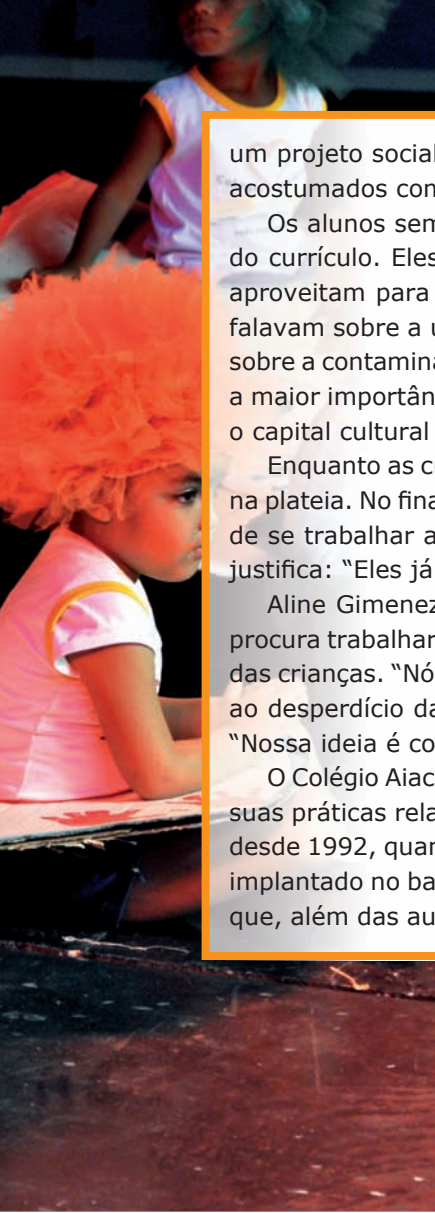 um projeto social
acostumados con
Os alunos sem
do currículo. Eles
aproveitam para
falavam sobre a u
sobre a contamina
a maior importân
o capital cultural
Enquanto as cr
na plateia. No fina
de se trabalhar a
justifica: “Eles já
Aline Gimenez
procura trabalhar
das crianças. “Nó
ao desperdício da
“Nossa ideia é co
O Colégio Aiac
suas práticas rela
desde 1992, quan
implantado no ba
que, além das au